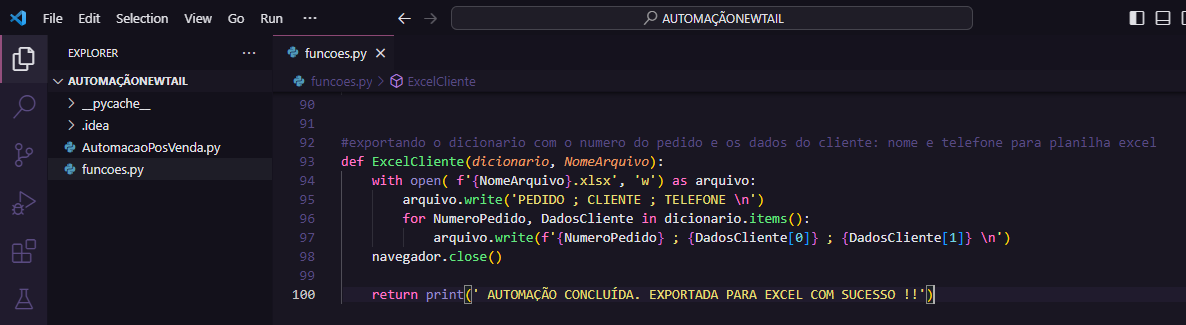 File Edit Selection View Go Run ··· ← → AUTOMAÇÃONEWTAIL
EXPLORER ···
AUTOMAÇÕESNEWTAIL
__pycache__
.idea
AutomacaoPosVenda.py
funcoes.py
funcoes.py ×
funcoes.py > ExcelCliente
90
91
92 #exportando o dicionario com o numero do pedido e os dados do cliente: nome e telefone para planilha excel
93 def ExcelCliente(dicionario, NomeArquivo):
94 with open( f'{NomeArquivo}.xlsx', 'w') as arquivo:
95 arquivo.write('PEDIDO ; CLIENTE ; TELEFONE \n')
96 for NumeroPedido, DadosCliente in dicionario.items():
97 arquivo.write(f'{NumeroPedido} ; {DadosCliente[0]} ; {DadosCliente[1]} \n')
98 navegador.close()
99
100 return print(' AUTOMAÇÃO CONCLUÍDA. EXPORTADA PARA EXCEL COM SUCESSO !!')